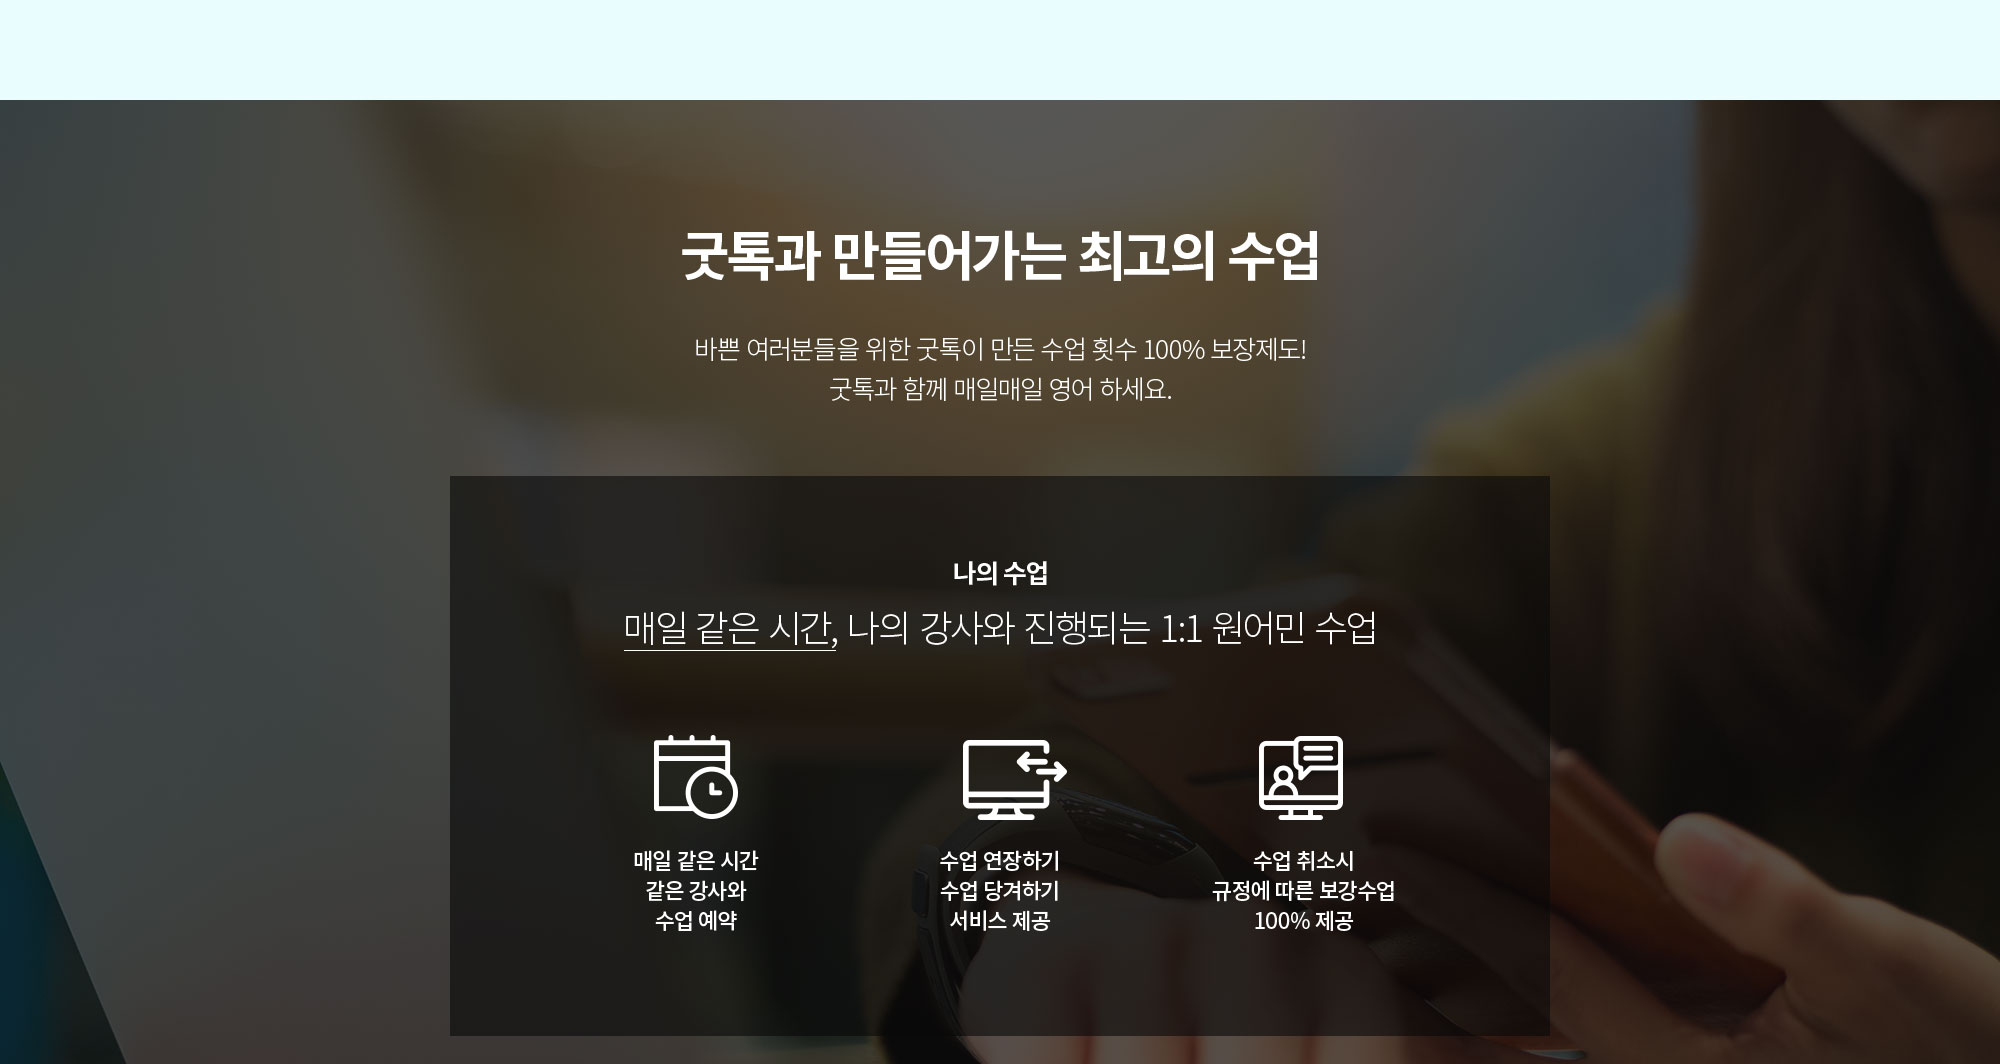 굿톡과 만들어가는 최고의 수업
바쁜 여러분들을 위한 굿톡이 만든 수업 횟수 100% 보장제도!
굿톡과 함께 매일매일 영어 하세요.
나의 수업
매일 같은 시간, 나의 강사와 진행되는 1:1 원어민 수업
매일 같은 시간
같은 강사와
수업 예약
수업 연장하기
수업 당겨하기
서비스 제공
수업 취소시
규정에 따른 보강수업
100% 제공